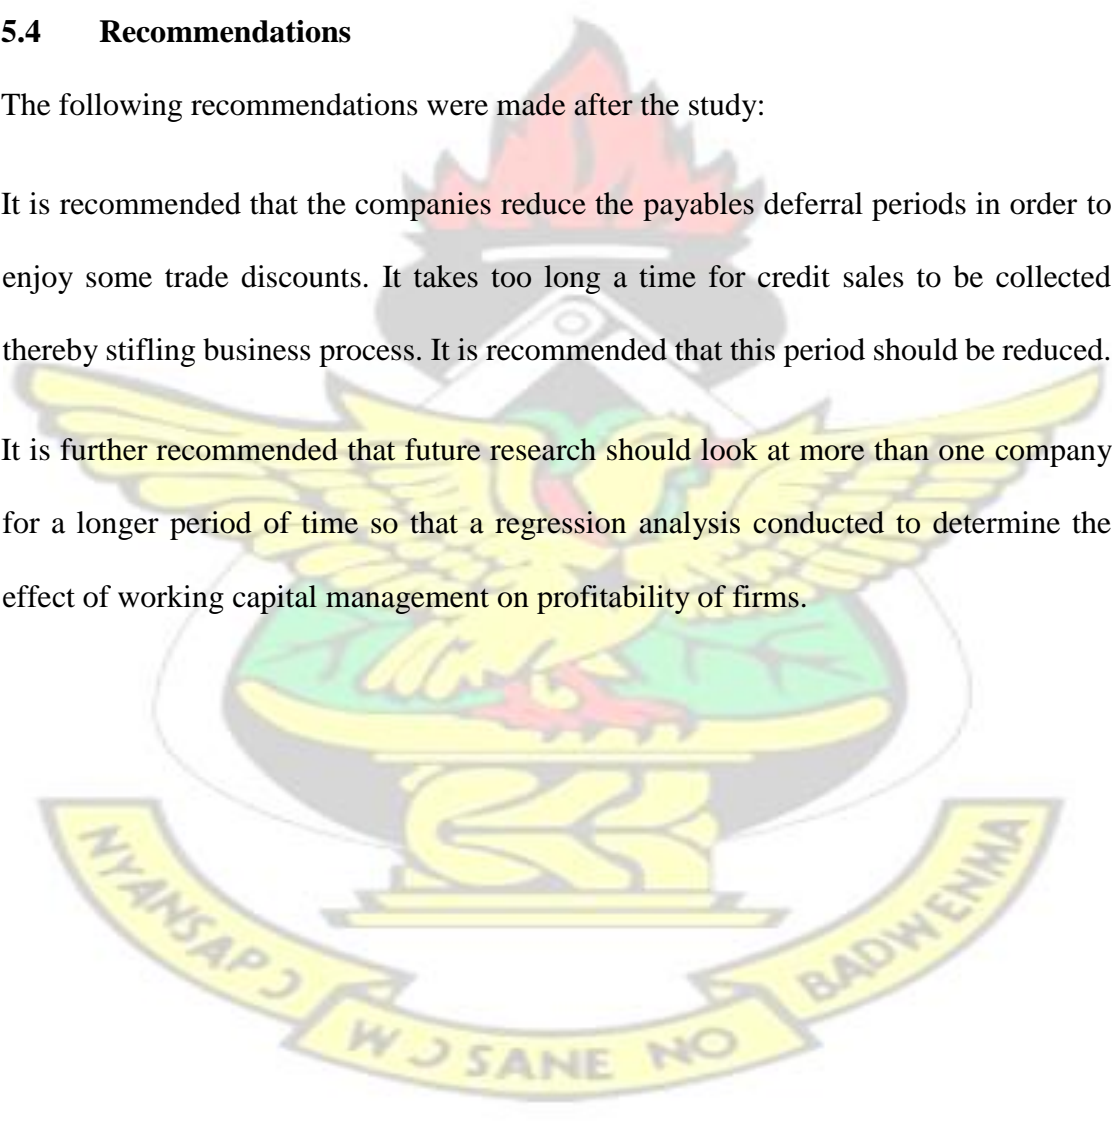 5.4 Recommendations
The following recommendations were made after the study:
It is recommended that the companies reduce the payables deferral periods in order to
enjoy some trade discounts. It takes too long a time for credit sales to be collected
thereby stifling business process. It is recommended that this period should be reduced.
It is further recommended that future research should look at more than one company
for a longer period of time so that a regression analysis conducted to determine the
effect of working capital management on profitability of firms.
NYANSAPƆ WƆSANE NO BADWENMA